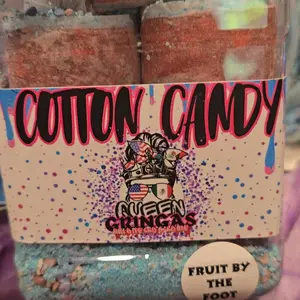 COTTON CANDY
QUEEN
GRINGAS
FRUIT BY
THE
FOOT